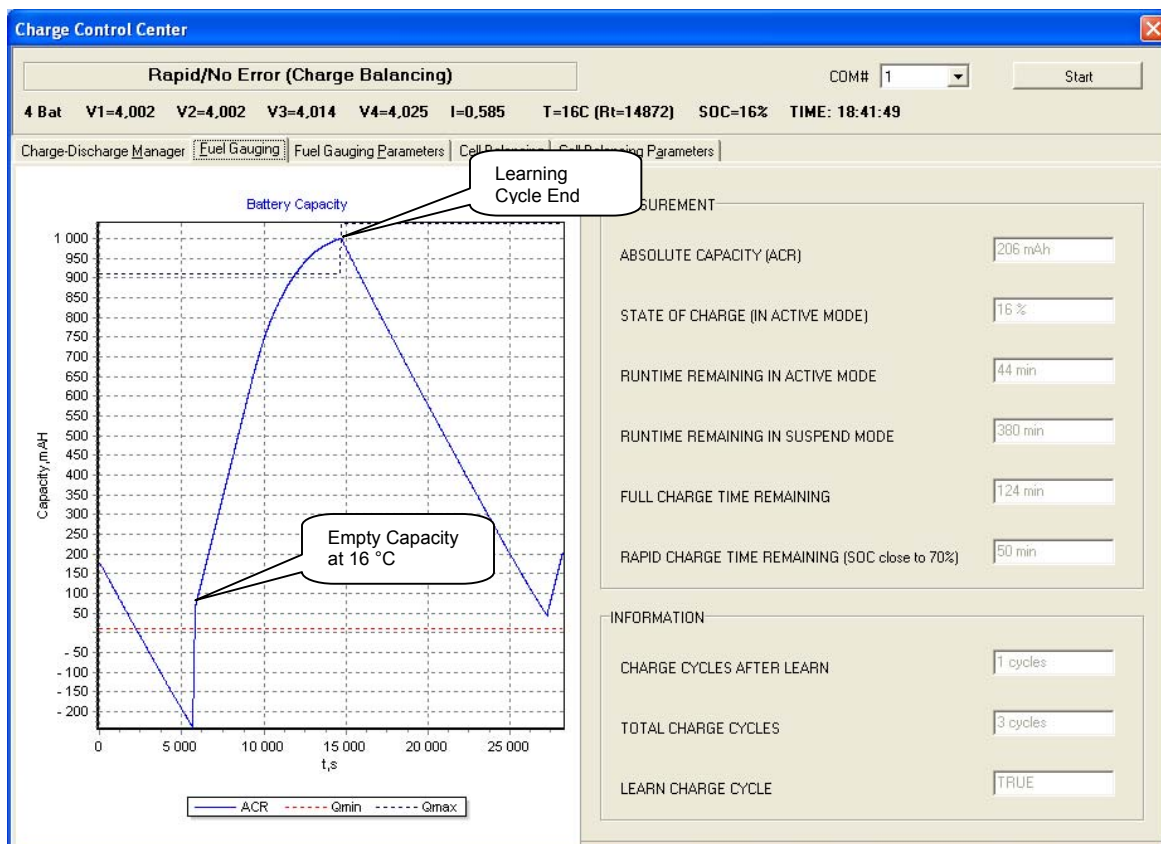 Charge Control Center
Rapid/No Error (Charge Balancing)
COM# 1
Start
4 Bat V1=4,002 V2=4,002 V3=4,014 V4=4,025 I=0,585 T=16C (Rt=14872) SOC=16% TIME: 18:41:49
Charge-Discharge Manager Fuel Gauging Fuel Gauging Parameters Cell Balancing Cell Balancing Parameters
Learning
Cycle End
Battery Capacity
1 000
950
900
850
800
750
700
650
600
550
500
450
400
350
300
250
200
150
100
50
- 50
- 100
- 150
- 200
Capacity,mAH
Empty Capacity
at 16 °C
0 5 000 10 000 15 000 20 000 25 000
t,s
ACR Qmin Qmax
SUREMENT
ABSOLUTE CAPACITY (ACR) 206 mAh
STATE OF CHARGE (IN ACTIVE MODE) 16 %
RUNTIME REMAINING IN ACTIVE MODE 44 min
RUNTIME REMAINING IN SUSPEND MODE 380 min
FULL CHARGE TIME REMAINING 124 min
RAPID CHARGE TIME REMAINING (SOC close to 70%) 50 min
INFORMATION
CHARGE CYCLES AFTER LEARN 1 cycles
TOTAL CHARGE CYCLES 3 cycles
LEARN CHARGE CYCLE TRUE